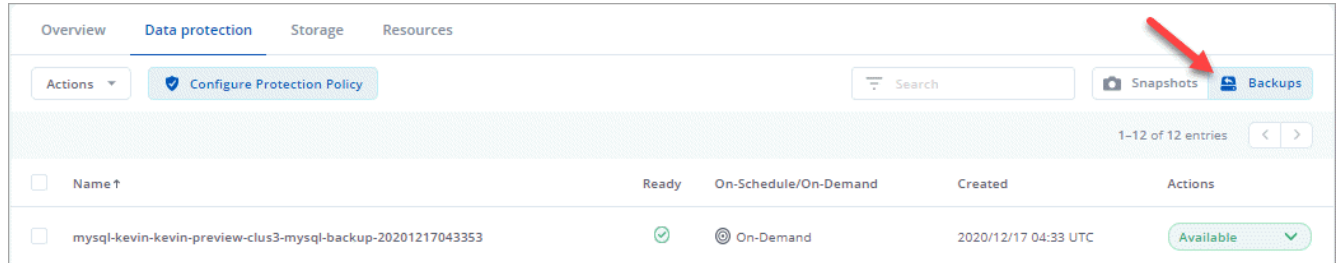 Overview Data protection Storage Resources
Actions Configure Protection Policy Search Snapshots Backups
1–12 of 12 entries
Name↑ Ready On-Schedule/On-Demand Created Actions
mysql-kevin-kevin-preview-clus3-mysql-backup-20201217043353 On-Demand 2020/12/17 04:33 UTC Available